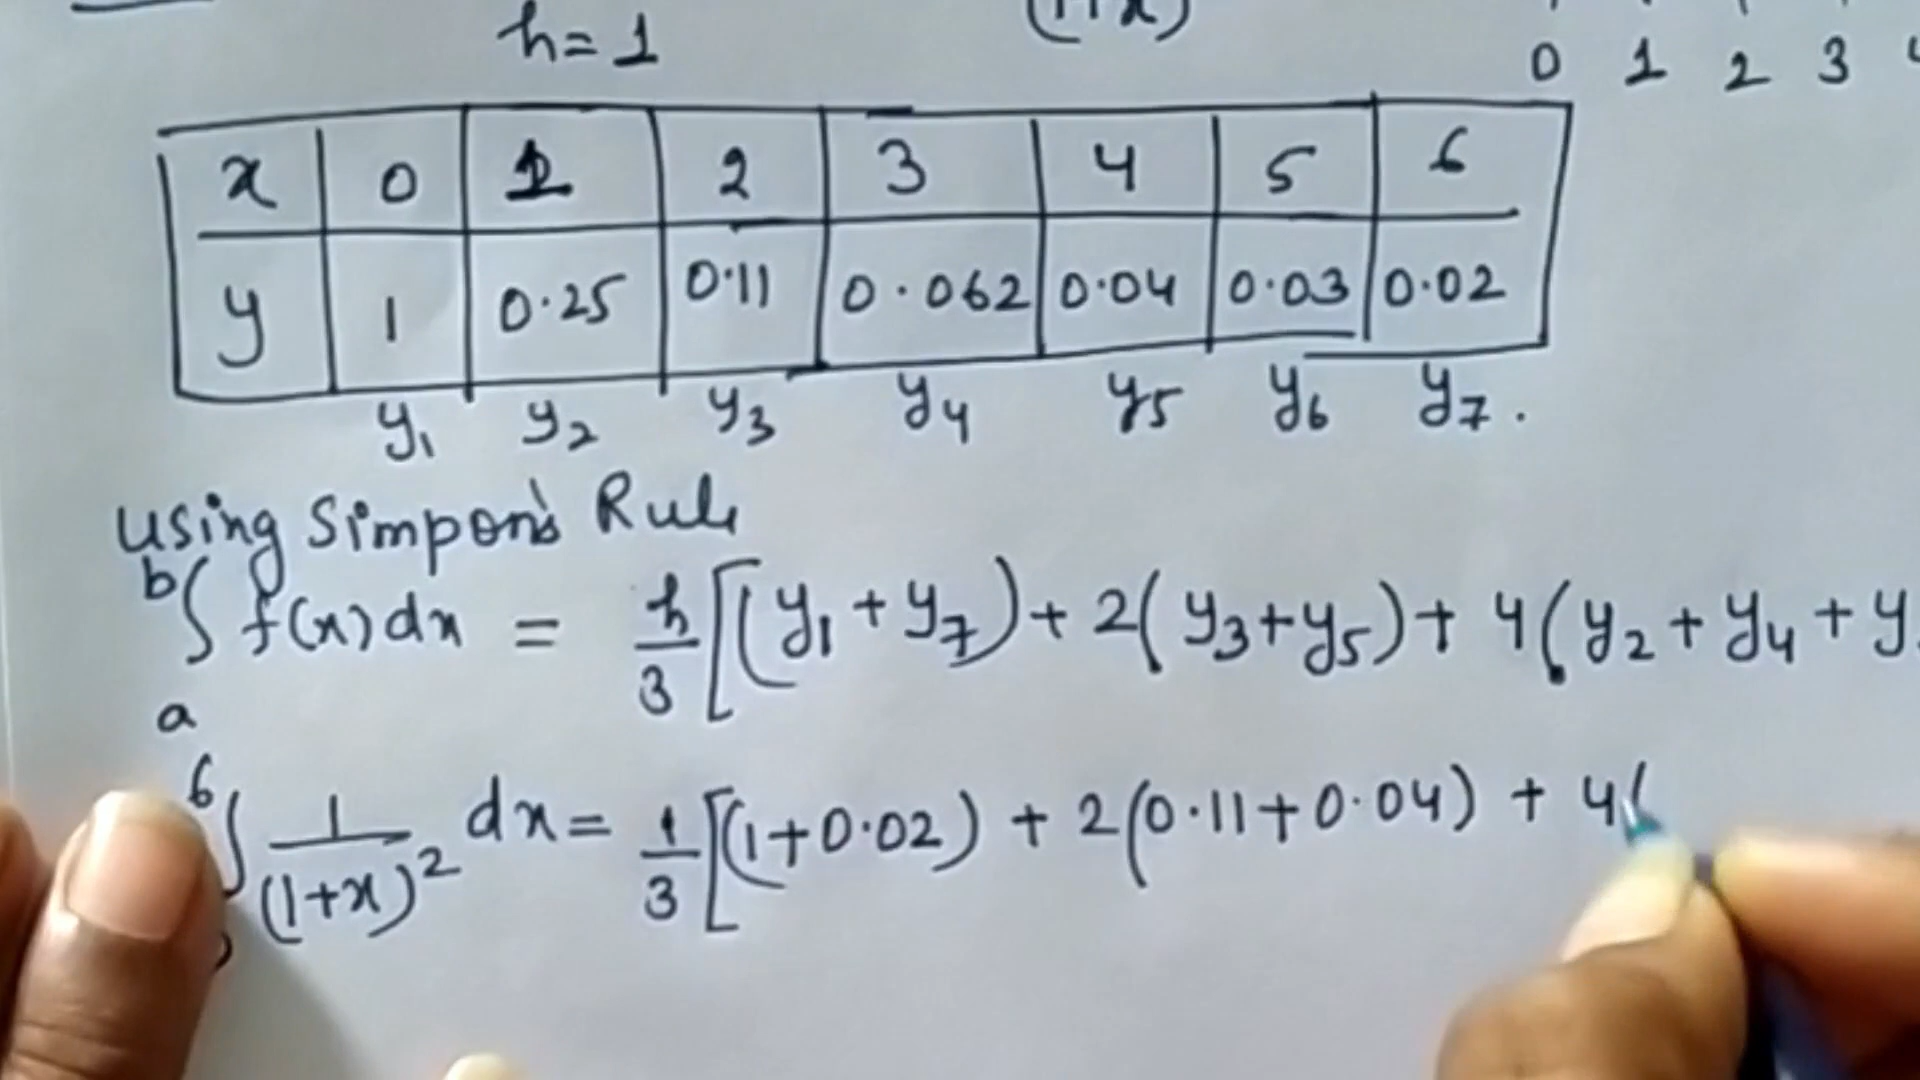 h=1 (1+x)
0 1 2 3
x 0 1 2 3 4 5 6
y 1 0.25 0.11 0.062 0.04 0.03 0.02
y₁ y₂ y₃ y₄ y₅ y₆ y₇.
Using Simpon's Rule
b∫a f(x)dx = h/3 [(y₁+y₇)+2(y₃+y₅)+4(y₂+y₄+y
6∫ 1/(1+x)² dx = 1/3 [(1+0.02) + 2(0.11+0.04) + 4(